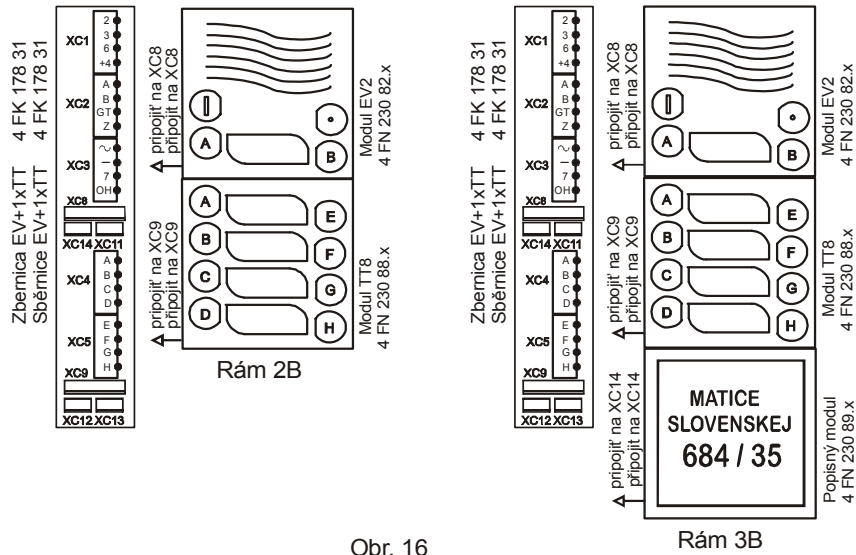 Zbernica EV+1xTT 4 FK 178 31
Sběrnice EV+1xTT 4 FK 178 31
XC1
2
3
6
+4
XC2
A
B
GT
Z
XC3
~
—
7
OH
XC8
XC14 XC11
XC4
A
B
C
D
XC5
E
F
G
H
XC9
XC12 XC13
pripojiť na XC8
připojit na XC8
A
B
Modul EV2
4 FN 230 82.x
pripojiť na XC9
připojit na XC9
A
B
C
D
E
F
G
H
Modul TT8
4 FN 230 88.x
Rám 2B
Zbernica EV+1xTT 4 FK 178 31
Sběrnice EV+1xTT 4 FK 178 31
XC1
2
3
6
+4
XC2
A
B
GT
Z
XC3
~
—
7
OH
XC8
XC14 XC11
XC4
A
B
C
D
XC5
E
F
G
H
XC9
XC12 XC13
pripojiť na XC8
připojit na XC8
A
B
Modul EV2
4 FN 230 82.x
pripojiť na XC9
připojit na XC9
A
B
C
D
E
F
G
H
Modul TT8
4 FN 230 88.x
pripojiť na XC14
připojit na XC14
MATICE
SLOVENSKEJ
684 / 35
Popisný modul
4 FN 230 89.x
Rám 3B
Obr. 16